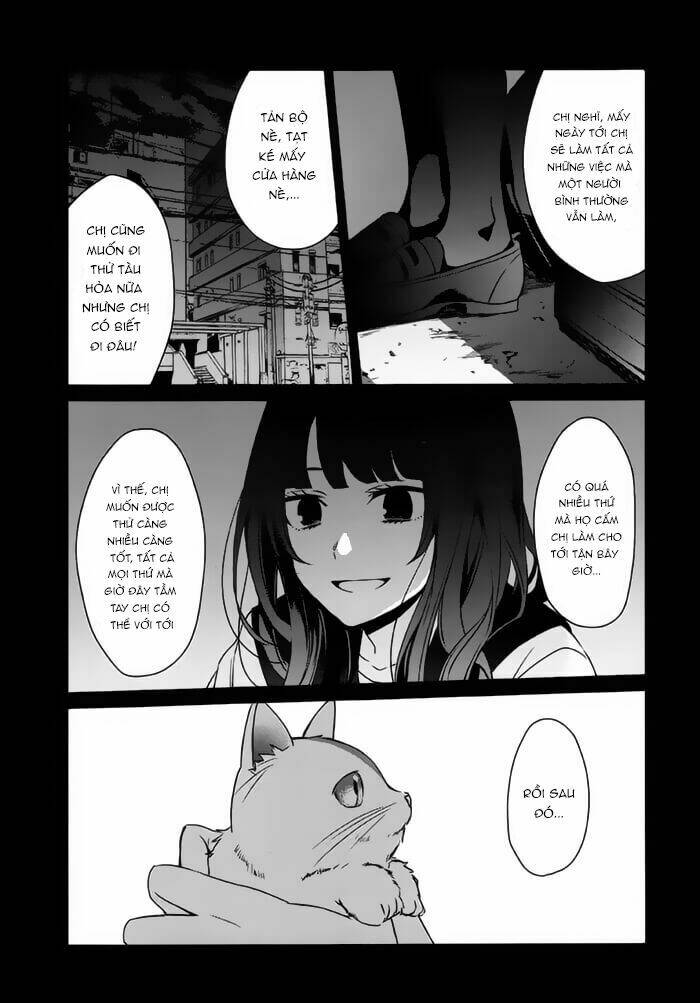 CHỊ NGHĨ, MẤY
NGÀY TỚI CHỊ
SẼ LÀM TẤT CẢ
NHỮNG VIỆC MÀ
MỘT NGƯỜI
BÌNH THƯỜNG
VẪN LÀM,
TẢN BỘ
NÈ, TẠT
KÉ MẤY
CỬA HÀNG
NÈ,...
CHỊ CŨNG
MUỐN ĐI
THỬ TÀU
HỎA NỮA
NHƯNG CHỊ
CÓ BIẾT
ĐI ĐÂU!
CÓ QUÁ
NHIỀU THỨ
MÀ HỌ CẤM
CHỊ LÀM CHO
TỚI TẬN BÂY
GIỜ...
VÌ THẾ, CHỊ
MUỐN ĐƯỢC
THỬ CÀNG
NHIỀU CÀNG
TỐT, TẤT CẢ
MỌI THỨ MÀ
GIỜ ĐÂY TẦM
TAY CHỊ CÓ
THỂ VỚI TỚI
RỒI SAU
ĐÓ...